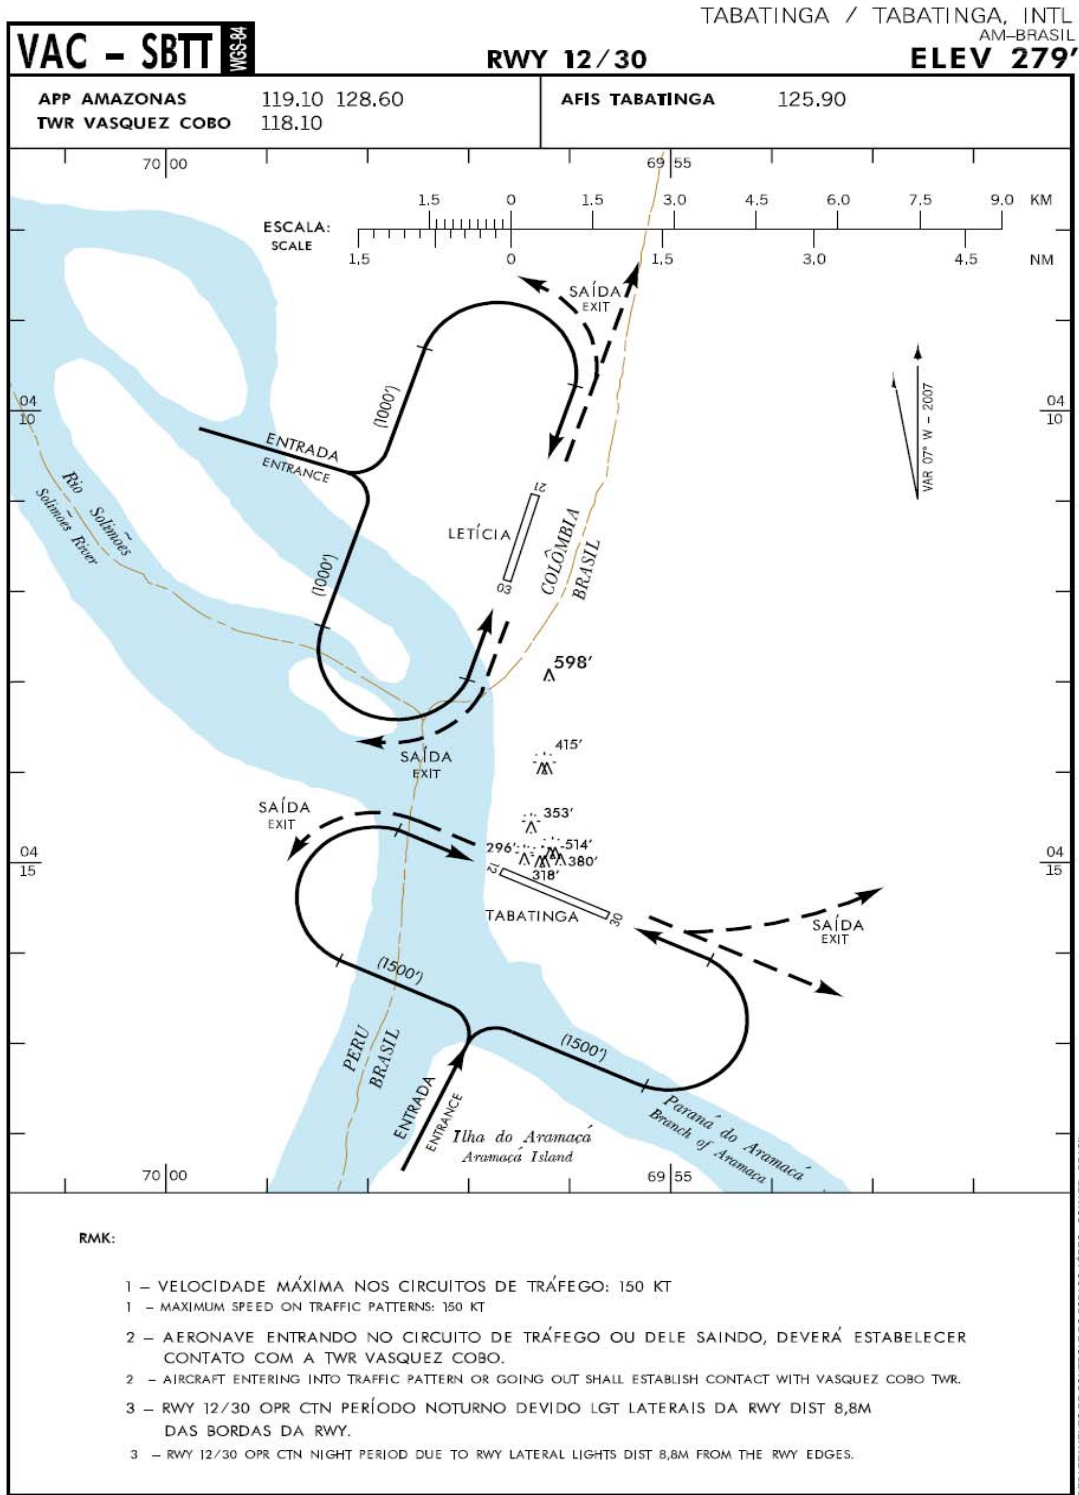 TABATINGA / TABATINGA, INTL
AM–BRASIL
VAC – SBTT WGS-84
RWY 12/30
ELEV 279'
APP AMAZONAS 119.10 128.60
TWR VASQUEZ COBO 118.10
AFIS TABATINGA 125.90
70 00
69 55
1.5 0 1.5 3.0 4.5 6.0 7.5 9.0 KM
ESCALA:
SCALE
1.5 0 1.5 3.0 4.5 NM
SAÍDA
EXIT
(1000')
04
10
04
10
VAR 07° W - 2007
ENTRADA
ENTRANCE
Rio Solimões
Solimões River
21
LETÍCIA
03
COLÔMBIA
BRASIL
(1000')
598'
SAÍDA
EXIT
415'
SAÍDA
EXIT
353'
296'
514'
380'
318'
04
15
04
15
12
TABATINGA
30
SAÍDA
EXIT
(1500')
PERU
BRASIL
(1500')
ENTRADA
ENTRANCE
Ilha do Aramaçá
Aramaçá Island
Paraná do Aramaçá
Branch of Aramaça
70 00
69 55
RMK:
1 – VELOCIDADE MÁXIMA NOS CIRCUITOS DE TRÁFEGO: 150 KT
1 – MAXIMUM SPEED ON TRAFFIC PATTERNS: 150 KT
2 – AERONAVE ENTRANDO NO CIRCUITO DE TRÁFEGO OU DELE SAINDO, DEVERÁ ESTABELECER
CONTATO COM A TWR VASQUEZ COBO.
2 – AIRCRAFT ENTERING INTO TRAFFIC PATTERN OR GOING OUT SHALL ESTABLISH CONTACT WITH VASQUEZ COBO TWR.
3 – RWY 12/30 OPR CTN PERÍODO NOTURNO DEVIDO LGT LATERAIS DA RWY DIST 8,8M
DAS BORDAS DA RWY.
3 – RWY 12/30 OPR CTN NIGHT PERIOD DUE TO RWY LATERAL LIGHTS DIST 8,8M FROM THE RWY EDGES.